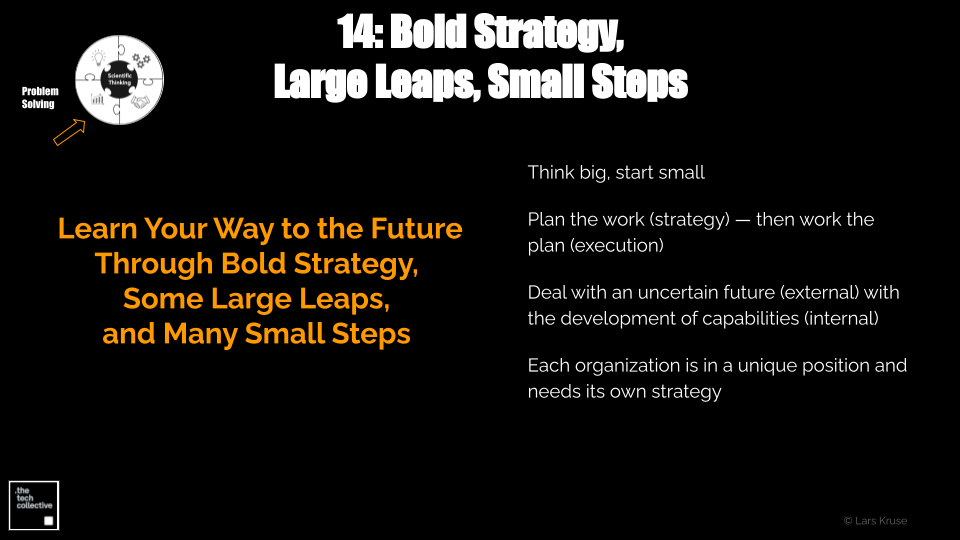 14: Bold Strategy,
Large Leaps, Small Steps
Scientific
Thinking
Problem
Solving
Learn Your Way to the Future
Through Bold Strategy,
Some Large Leaps,
and Many Small Steps
Think big, start small
Plan the work (strategy) — then work the
plan (execution)
Deal with an uncertain future (external) with
the development of capabilities (internal)
Each organization is in a unique position and
needs its own strategy
.the
tech
collective
© Lars Kruse